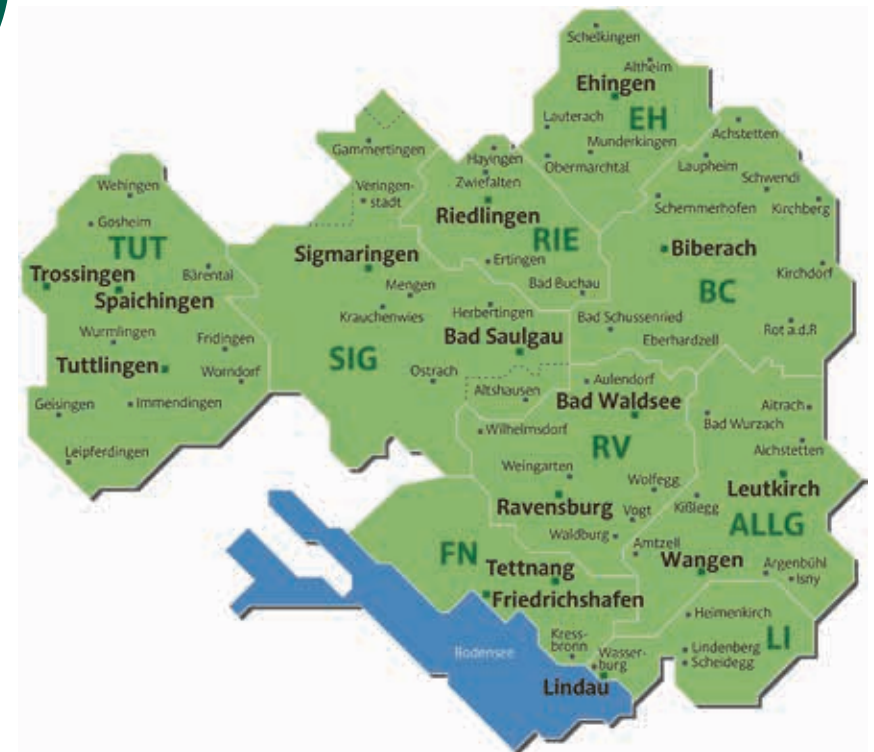 Schelkingen
Altheim
Ehingen
EH
Lauterach
Munderkingen
Obermarchtal
Achstetten
Laupheim
Schwendi
Schemmerhofen
Kirchberg
Biberach
BC
Kirchdorf
Rot a.d.R
Bad Schussenried
Eberhardzell
Gammertingen
Veringen-
stadt
Hayingen
Zwiefalten
Riedlingen
RIE
Ertingen
Bad Buchau
Wehingen
Gosheim
TUT
Trossingen
Bärental
Spaichingen
Wurmlingen
Fridingen
Tuttlingen
Worndorf
Geisingen
Immendingen
Leipferdingen
Sigmaringen
Mengen
Krauchenwies
Herbertingen
Bad Saulgau
SIG
Ostrach
Altshausen
Aulendorf
Bad Waldsee
Wilhelmsdorf
RV
Weingarten
Wolfegg
Ravensburg
Vogt
Waldburg
Aitrach
Bad Wurzach
Aichstetten
Leutkirch
Kißlegg
ALLG
Amtzell
Wangen
Argenbühl
Isny
FN
Tettnang
Friedrichshafen
Kress-
bronn
Wasser-
burg
Bodensee
Lindau
Heimenkirch
LI
Lindenberg
Scheidegg